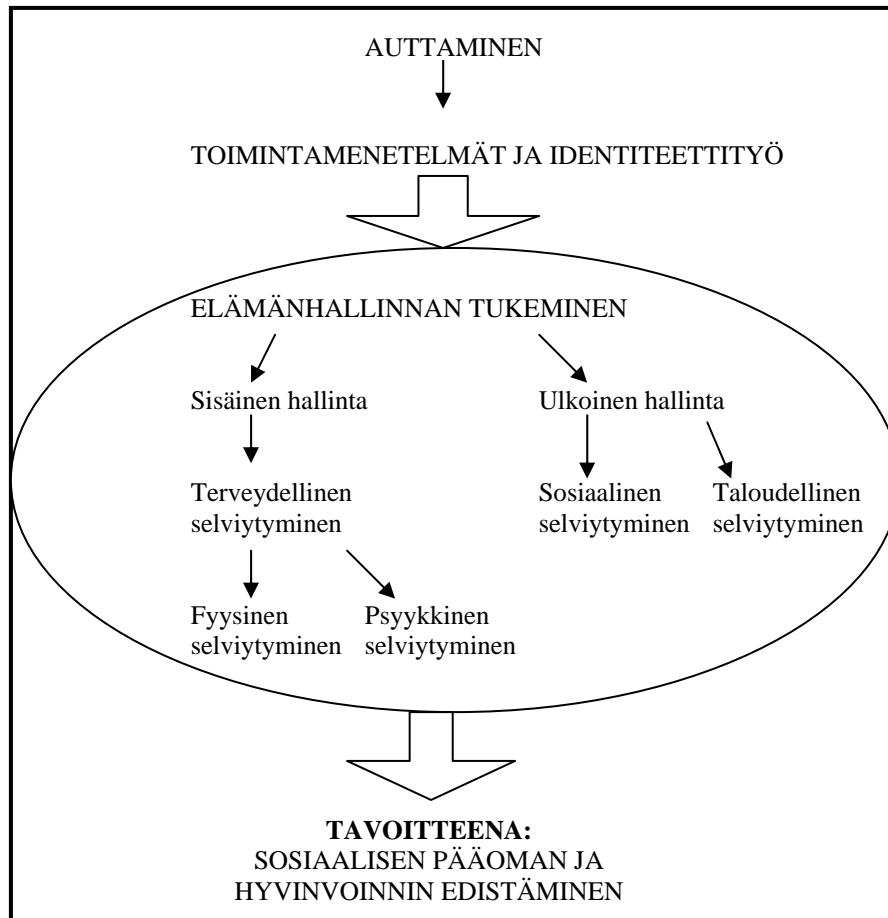 AUTTAMINEN
TOIMINTAMENETELMÄT JA IDENTITEETTITYÖ
ELÄMÄNHALLINNAN TUKEMINEN
Sisäinen hallinta
Ulkoinen hallinta
Terveydellinen
selviytyminen
Sosiaalinen
selviytyminen
Taloudellinen
selviytyminen
Fyysinen
selviytyminen
Psyykkinen
selviytyminen
TAVOITTEENA:
SOSIAALISEN PÄÄOMAN JA
HYVINVOINNIN EDISTÄMINEN